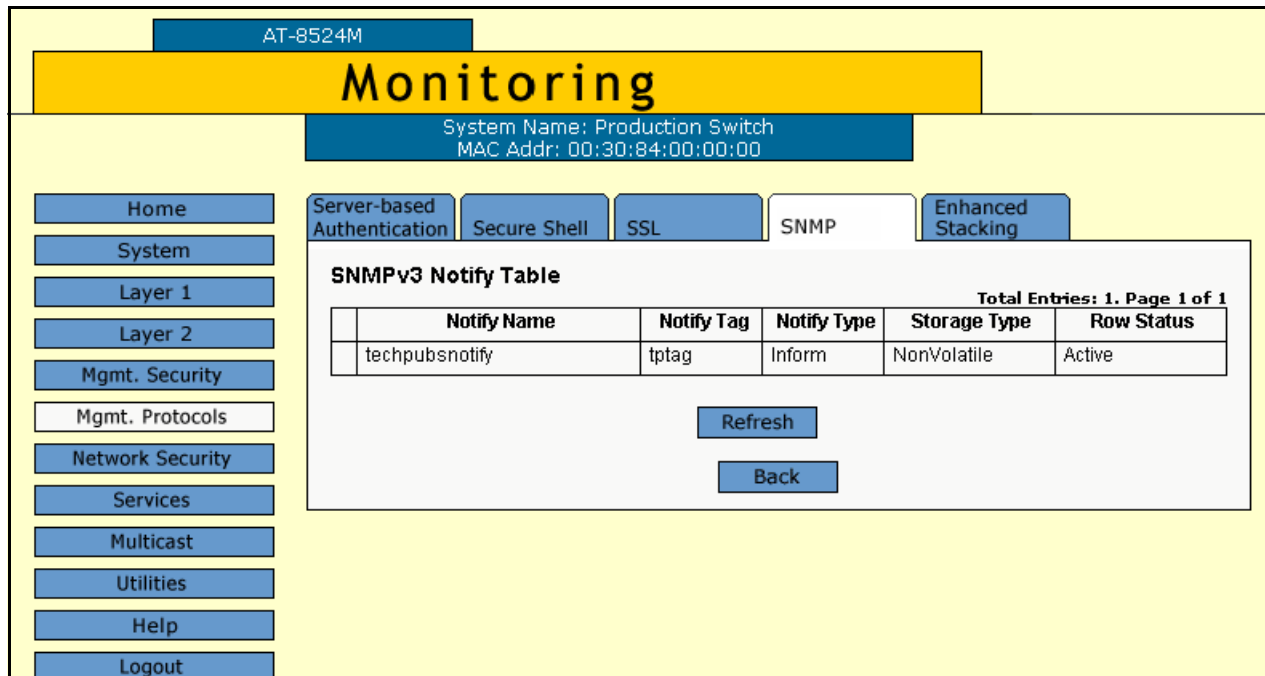 AT-8524M
Monitoring
System Name: Production Switch
MAC Addr: 00:30:84:00:00:00
Home
System
Layer 1
Layer 2
Mgmt. Security
Mgmt. Protocols
Network Security
Services
Multicast
Utilities
Help
Logout
Server-based Authentication
Secure Shell
SSL
SNMP
Enhanced Stacking
SNMPv3 Notify Table
Total Entries: 1. Page 1 of 1
Notify Name Notify Tag Notify Type Storage Type Row Status
techpubsnotify tptag Inform NonVolatile Active
Refresh
Back